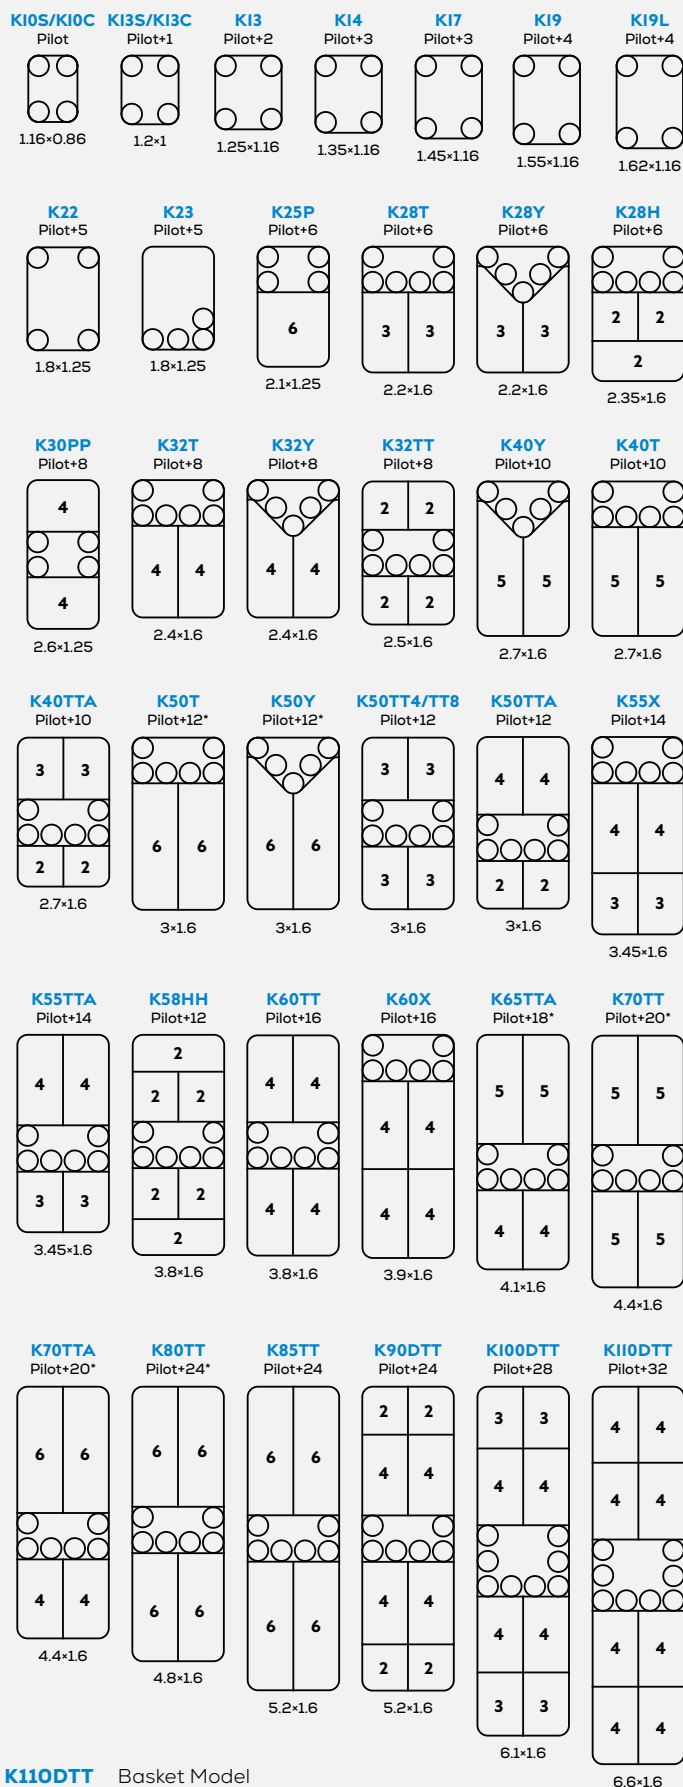 K10S/K10C K13S/K13C K13 K14 K17 K19 K19L
Pilot Pilot+1 Pilot+2 Pilot+3 Pilot+3 Pilot+4 Pilot+4
1.16×0.86 1.2×1 1.25×1.16 1.35×1.16 1.45×1.16 1.55×1.16 1.62×1.16
K22 K23 K25P K28T K28Y K28H
Pilot+5 Pilot+5 Pilot+6 Pilot+6 Pilot+6 Pilot+6
2 2
6 3 3 3 3
2
1.8×1.25 1.8×1.25 2.1×1.25 2.2×1.6 2.2×1.6 2.35×1.6
K30PP K32T K32Y K32TT K40Y K40T
Pilot+8 Pilot+8 Pilot+8 Pilot+8 Pilot+10 Pilot+10
4 2 2
4 4 4 4 5 5 5 5
4 2 2
2.6×1.25 2.4×1.6 2.4×1.6 2.5×1.6 2.7×1.6 2.7×1.6
K40TTA K50T K50Y K50TT4/TT8 K50TTA K55X
Pilot+10 Pilot+12* Pilot+12* Pilot+12 Pilot+12 Pilot+14
3 3 3 3 4 4
6 6 6 6 4 4
2 2 3 3 2 2 3 3
2.7×1.6 3×1.6 3×1.6 3×1.6 3×1.6 3.45×1.6
K55TTA K58HH K60TT K60X K65TTA K70TT
Pilot+14 Pilot+12 Pilot+16 Pilot+16 Pilot+18* Pilot+20*
2
4 4 2 2 4 4 5 5 5 5
4 4
3 3 2 2 4 4 4 4 4 4 5 5
2
3.45×1.6 3.8×1.6 3.8×1.6 3.9×1.6 4.1×1.6 4.4×1.6
K70TTA K80TT K85TT K90DTT K100DTT K110DTT
Pilot+20* Pilot+24* Pilot+24 Pilot+24 Pilot+28 Pilot+32
2 2 3 3 4 4
6 6 6 6 6 6 4 4 4 4 4 4
4 4 6 6 6 6 4 4 4 4 4 4
2 2 3 3 4 4
4.4×1.6 4.8×1.6 5.2×1.6 5.2×1.6 6.1×1.6 6.6×1.6
K110DTT Basket Model